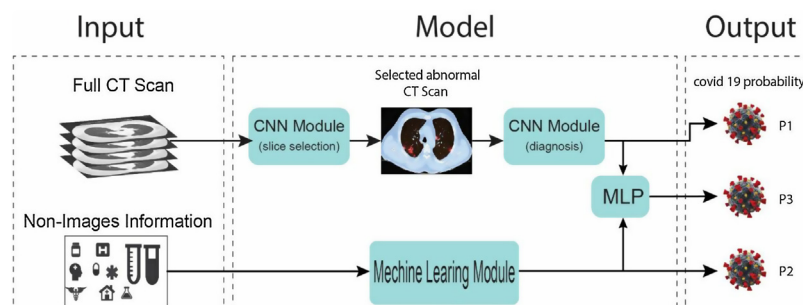 Input
Model
Output
Full CT Scan
Selected abnormal
CT Scan
covid 19 probability
CNN Module
(slice selection)
CNN Module
(diagnosis)
P1
MLP
P3
Non-Images Information
H
Mechine Learing Module
P2